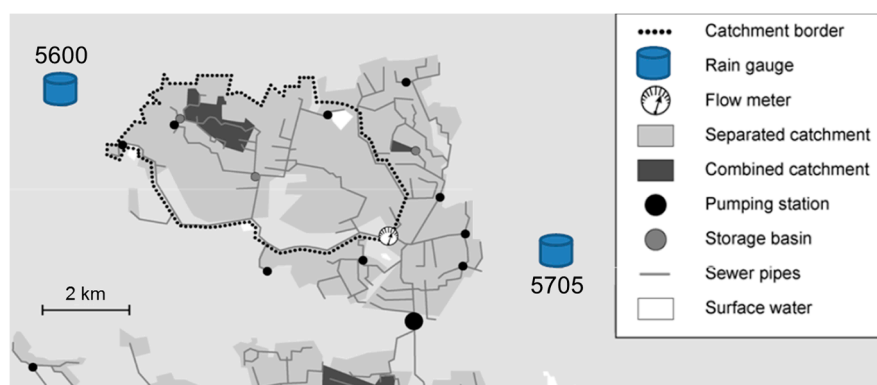 5600
5705
2 km
Catchment border
Rain gauge
Flow meter
Separated catchment
Combined catchment
Pumping station
Storage basin
Sewer pipes
Surface water